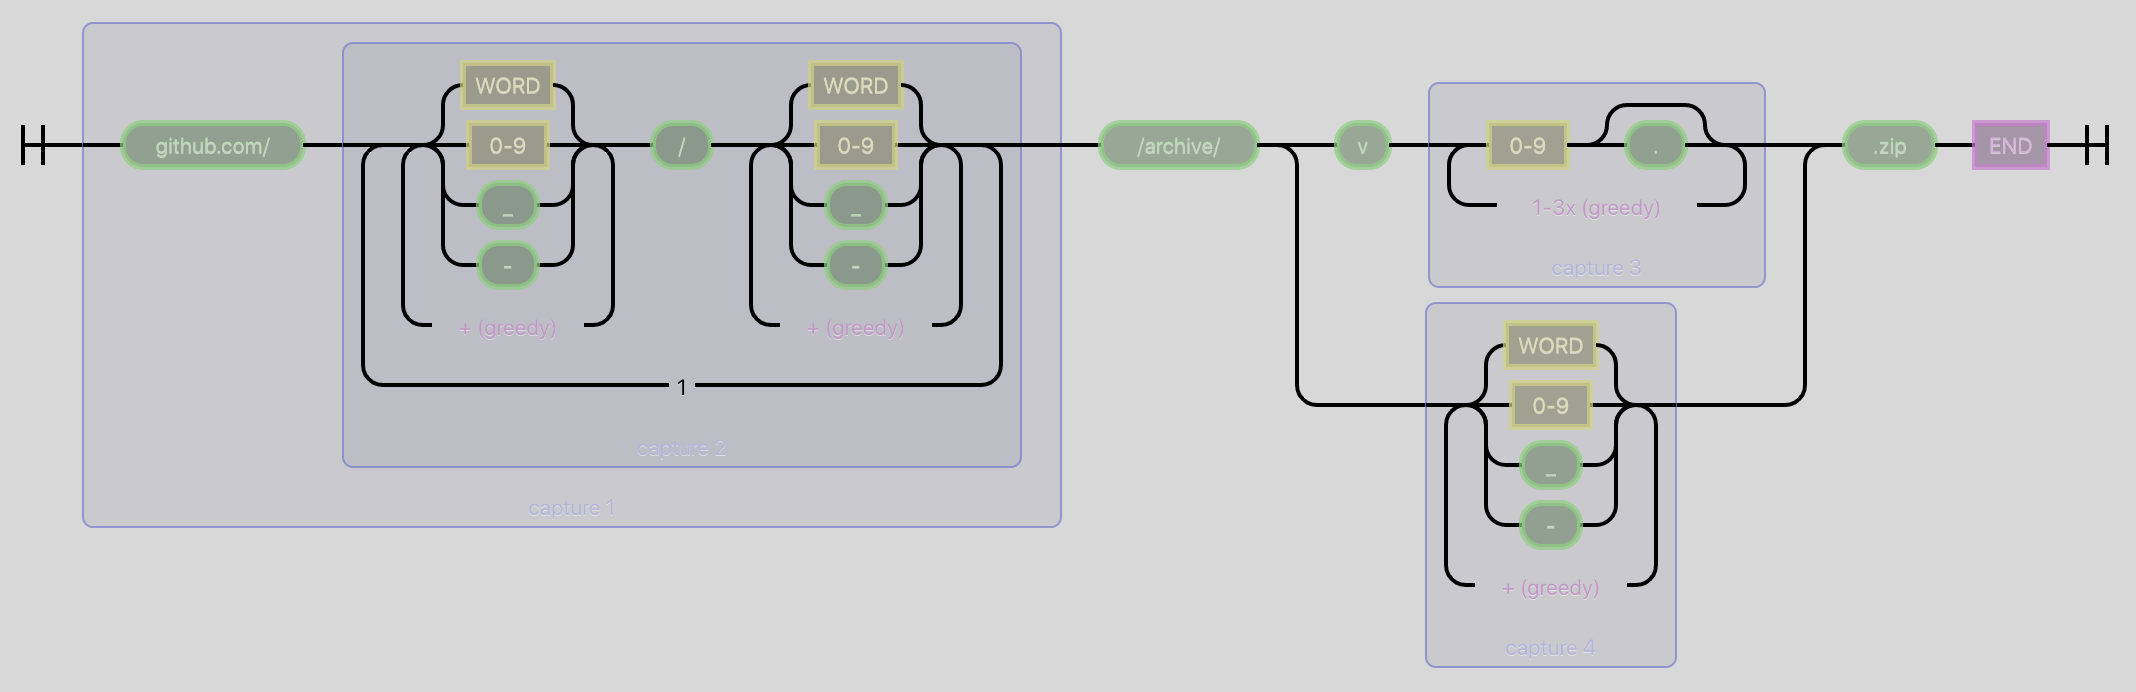 github.com/
WORD
0-9
_
-
+ (greedy)
/
WORD
0-9
_
-
+ (greedy)
1
capture 2
capture 1
/archive/
v
0-9
.
1-3x (greedy)
capture 3
WORD
0-9
_
-
+ (greedy)
capture 4
.zip
END